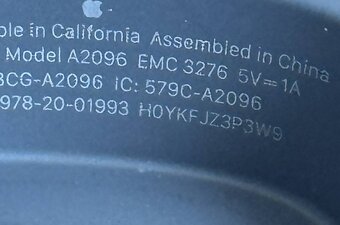 ple in California Assembled in China
Model A2096 EMC 3276 5V⎓1A
BCG-A2096 IC: 579C-A2096
978-20-01993 H0YKFJZ3P3W9